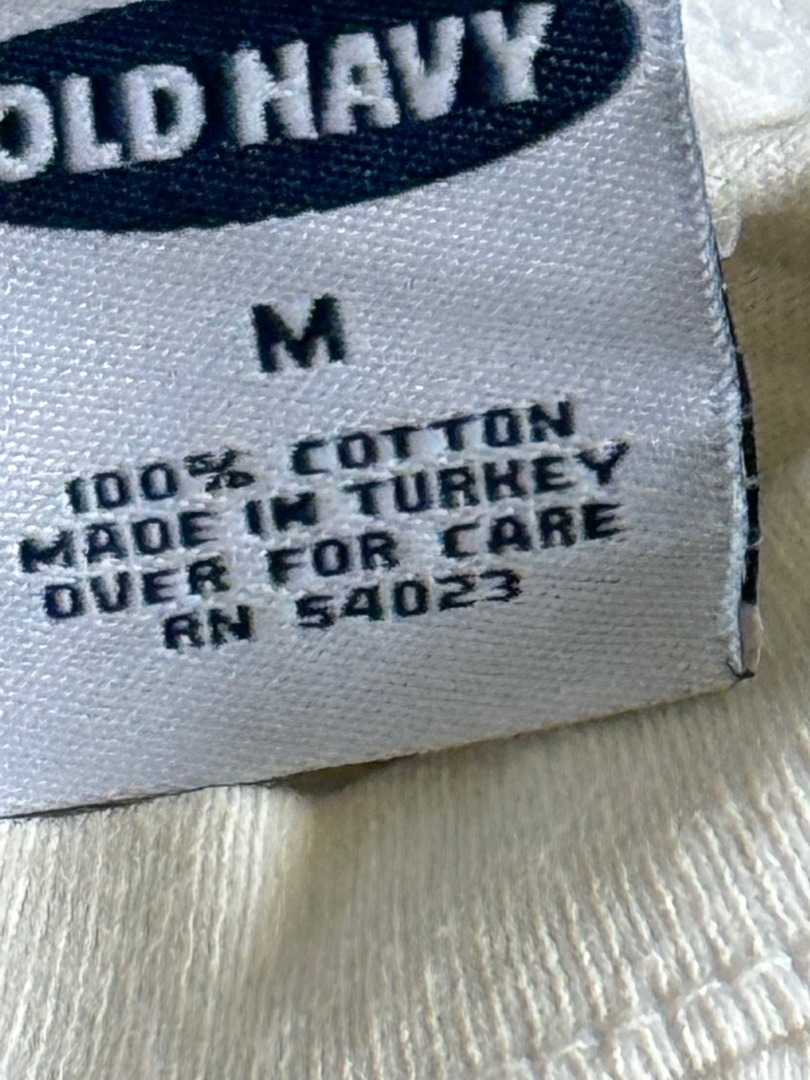 OLD NAVY
M
100% COTTON
MADE IN TURKEY
OVER FOR CARE
RN 54023